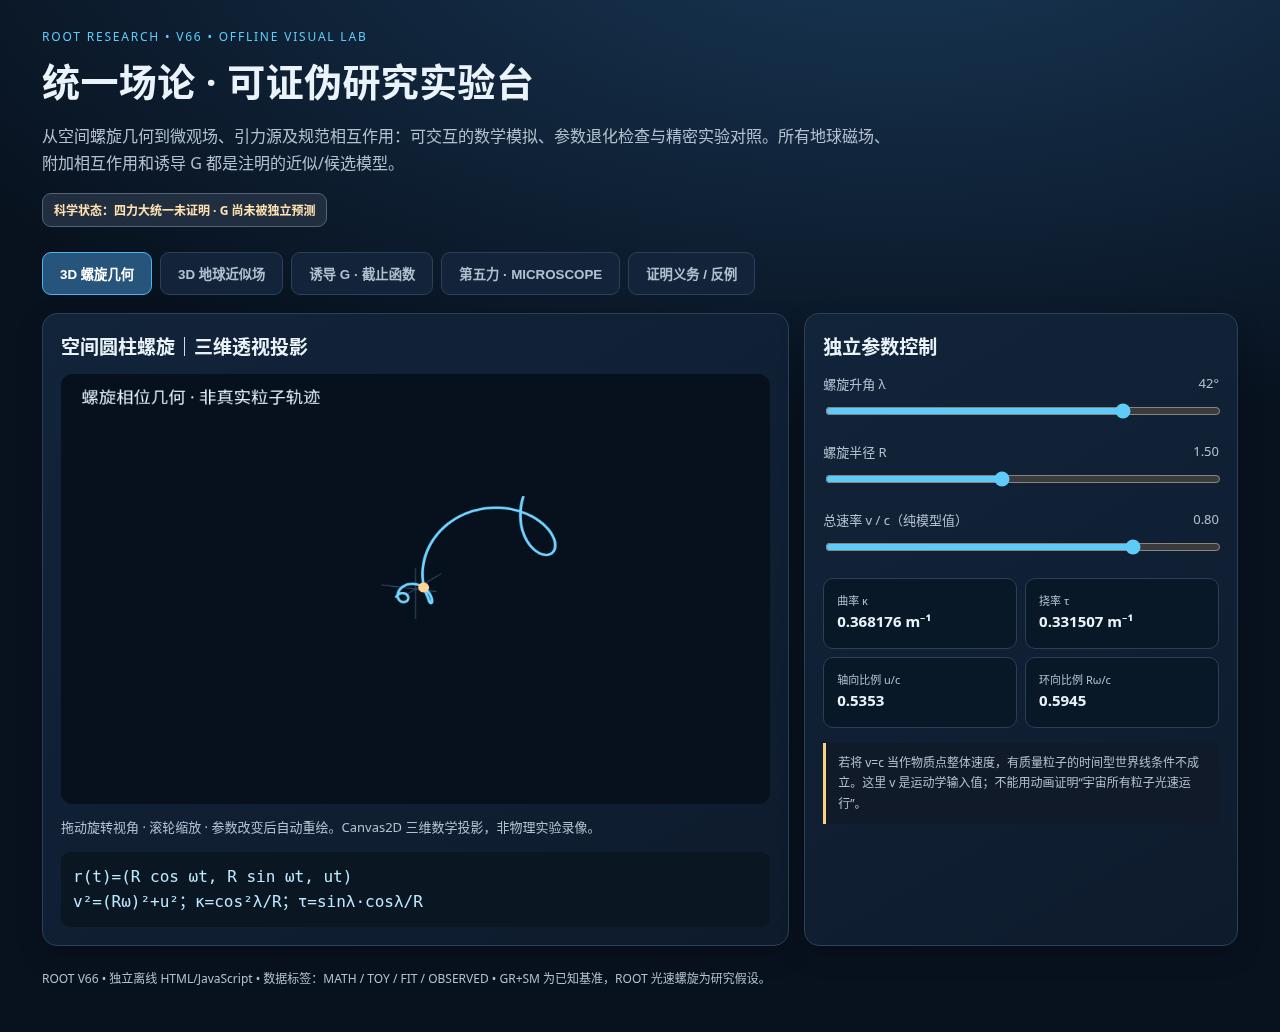 ROOT RESEARCH • V66 • OFFLINE VISUAL LAB
统一场论 · 可证伪研究实验台
从空间螺旋几何到微观场、引力源及规范相互作用：可交互的数学模拟、参数退化检查与精密实验对照。所有地球磁场、
附加相互作用和诱导 G 都是注明的近似/候选模型。
科学状态：四力大统一未证明 · G 尚未被独立预测
3D 螺旋几何
3D 地球近似场
诱导 G · 截止函数
第五力 · MICROSCOPE
证明义务 / 反例
空间圆柱螺旋｜三维透视投影
螺旋相位几何 · 非真实粒子轨迹
拖动旋转视角 · 滚轮缩放 · 参数改变后自动重绘。Canvas2D 三维数学投影，非物理实验录像。
r(t)=(R cos ωt, R sin ωt, ut)
v²=(Rω)²+u²；κ=cos²λ/R；τ=sinλ·cosλ/R
独立参数控制
螺旋升角 λ 42°
螺旋半径 R 1.50
总速率 v / c（纯模型值） 0.80
曲率 κ
0.368176 m⁻¹
挠率 τ
0.331507 m⁻¹
轴向比例 u/c
0.5353
环向比例 Rω/c
0.5945
若将 v=c 当作物质点整体速度，有质量粒子的时间型世界线条件不成
立。这里 v 是运动学输入值；不能用动画证明“宇宙所有粒子光速运
行”。
ROOT V66 • 独立离线 HTML/JavaScript • 数据标签：MATH / TOY / FIT / OBSERVED • GR+SM 为已知基准，ROOT 光速螺旋为研究假设。